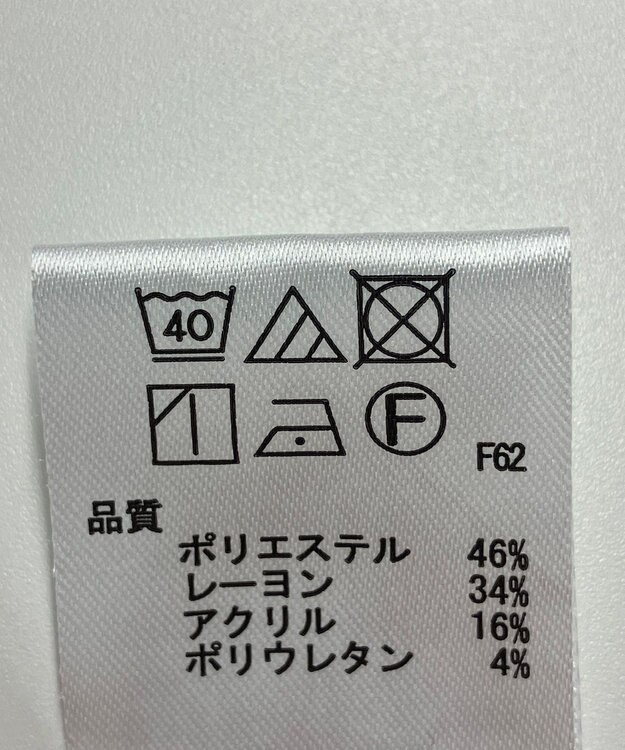 40
F
F62
品質
ポリエステル 46%
レーヨン 34%
アクリル 16%
ポリウレタン 4%